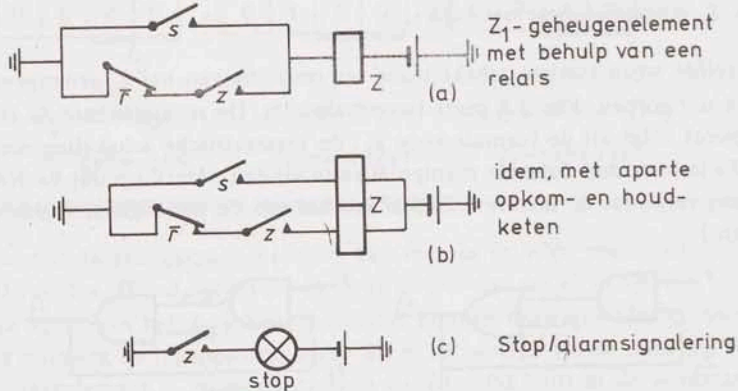 s
r̅
z
Z
(a)
Z₁-geheugenelement
met behulp van een
relais
s
r̅
z
Z
(b)
idem, met aparte
opkom- en houd-
keten
z
stop
(c)
Stop/alarmsignalering